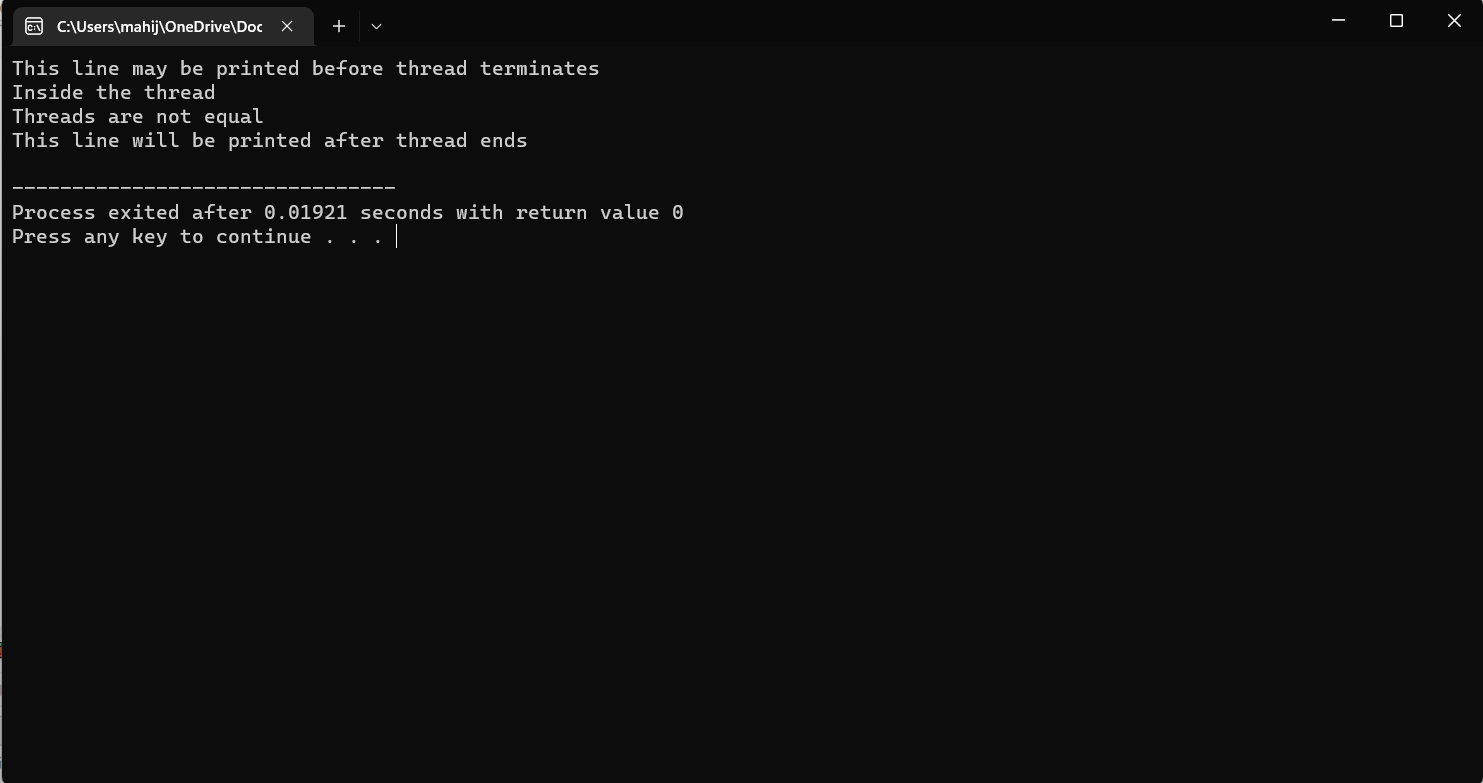 C:\Users\mahij\OneDrive\Doc
This line may be printed before thread terminates
Inside the thread
Threads are not equal
This line will be printed after thread ends
--------------------------------
Process exited after 0.01921 seconds with return value 0
Press any key to continue . . .